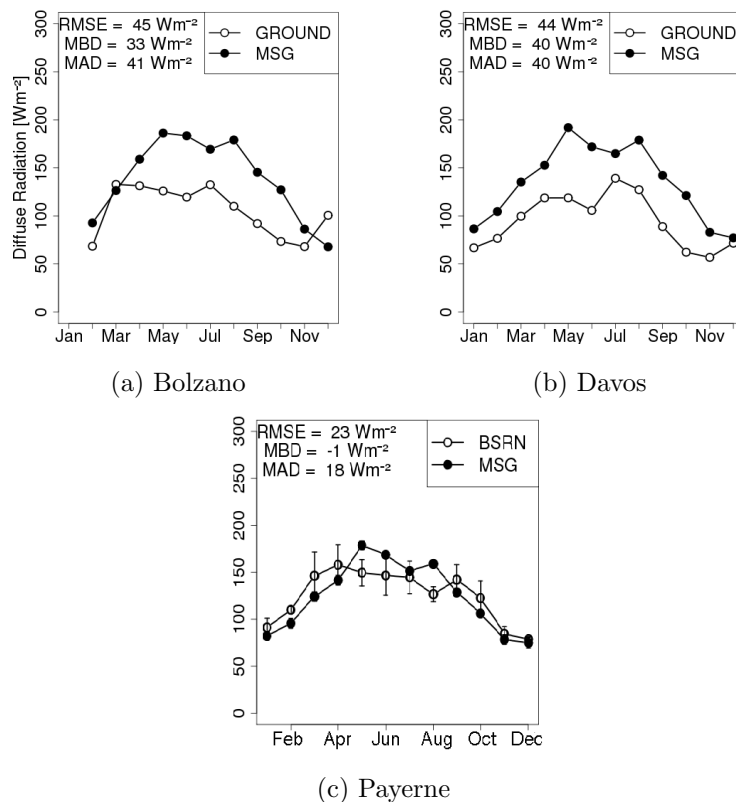 RMSE = 45 Wm⁻²
MBD = 33 Wm⁻²
MAD = 41 Wm⁻²
GROUND
MSG
Diffuse Radiation [Wm⁻²]
300
250
200
150
100
50
0
Jan Mar May Jul Sep Nov
(a) Bolzano
RMSE = 44 Wm⁻²
MBD = 40 Wm⁻²
MAD = 40 Wm⁻²
GROUND
MSG
300
250
200
150
100
50
0
Jan Mar May Jul Sep Nov
(b) Davos
RMSE = 23 Wm⁻²
MBD = -1 Wm⁻²
MAD = 18 Wm⁻²
BSRN
MSG
300
250
200
150
100
50
0
Feb Apr Jun Aug Oct Dec
(c) Payerne